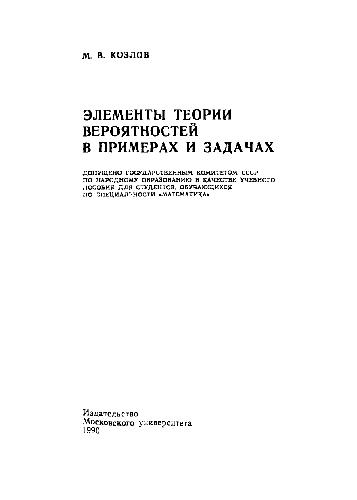 М. В. КОЗЛОВ
ЭЛЕМЕНТЫ ТЕОРИИ
ВЕРОЯТНОСТЕЙ
В ПРИМЕРАХ И ЗАДАЧАХ
ДОПУЩЕНО ГОСУДАРСТВЕННЫМ КОМИТЕТОМ СССР
ПО НАРОДНОМУ ОБРАЗОВАНИЮ В КАЧЕСТВЕ УЧЕБНОГО
ПОСОБИЯ ДЛЯ СТУДЕНТОВ, ОБУЧАЮЩИХСЯ
ПО СПЕЦИАЛЬНОСТИ «МАТЕМАТИКА»
Издательство
Московского университета
1990